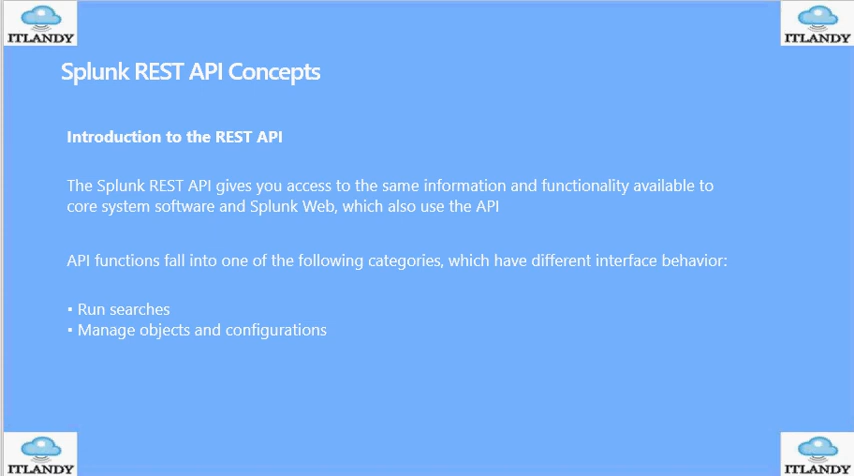 ITLANDY
ITLANDY
Splunk REST API Concepts
Introduction to the REST API
The Splunk REST API gives you access to the same information and functionality available to
core system software and Splunk Web, which also use the API
API functions fall into one of the following categories, which have different interface behavior:
• Run searches
• Manage objects and configurations
ITLANDY
ITLANDY